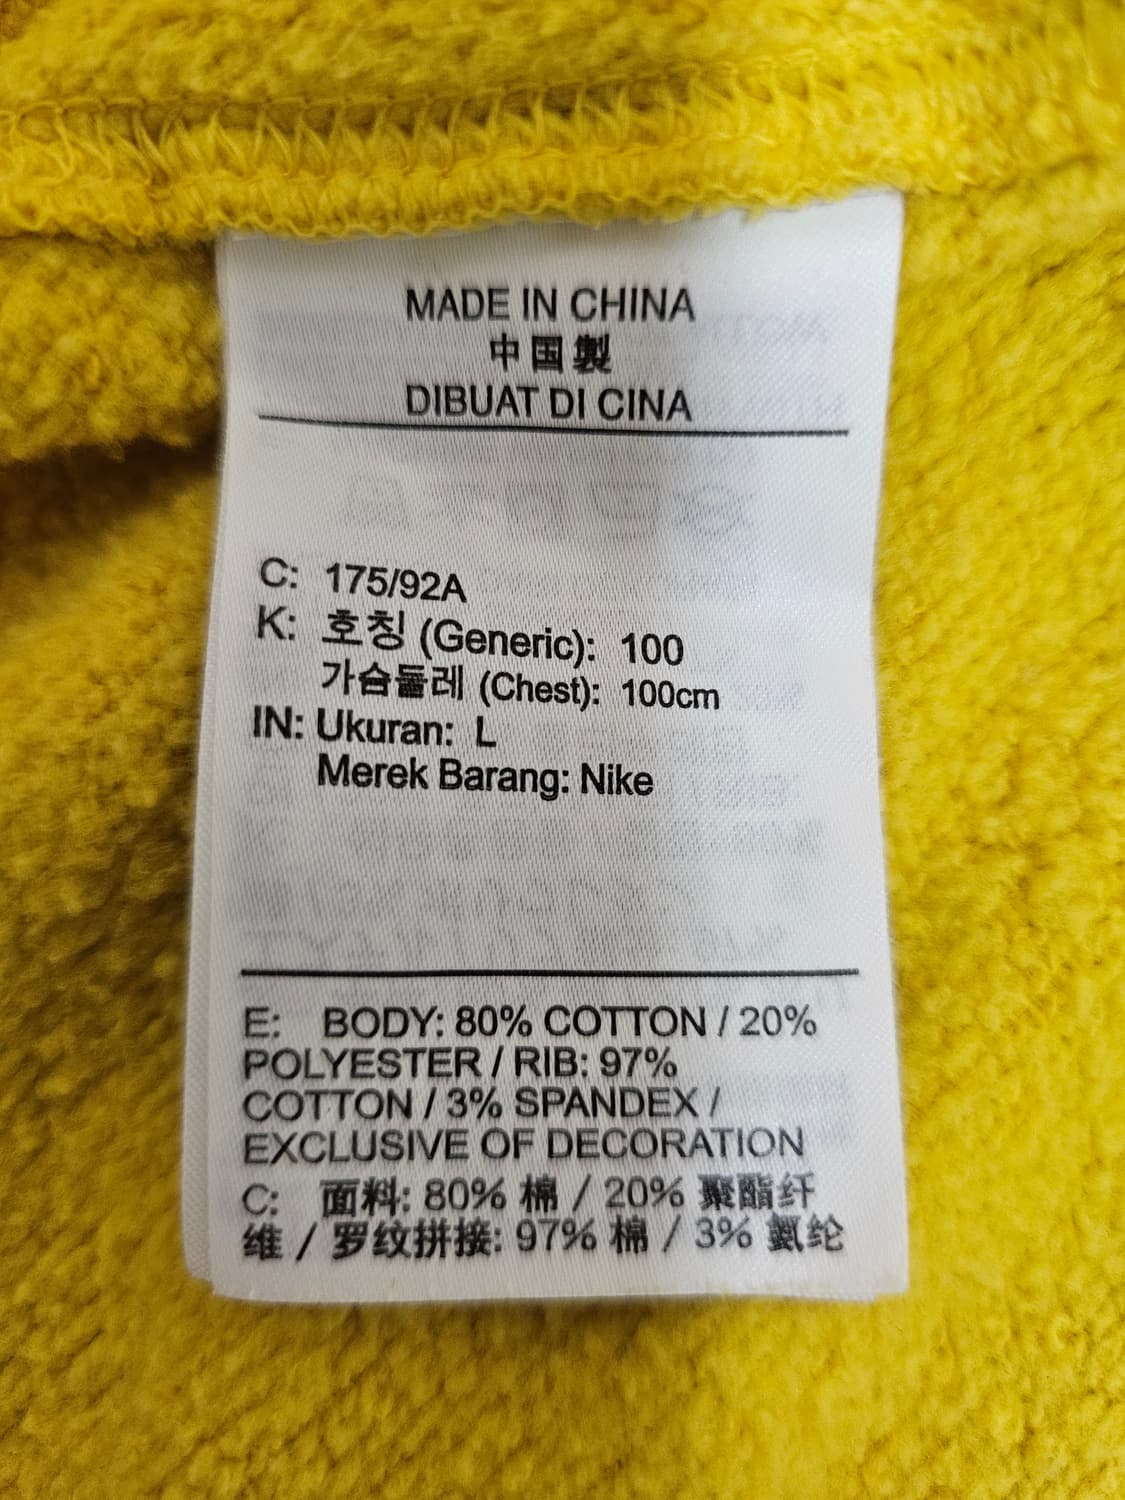 MADE IN CHINA
中国製
DIBUAT DI CINA
C: 175/92A
K: 호칭 (Generic): 100
가슴둘레 (Chest): 100cm
IN: Ukuran: L
Merek Barang: Nike
E: BODY: 80% COTTON / 20%
POLYESTER / RIB: 97%
COTTON / 3% SPANDEX /
EXCLUSIVE OF DECORATION
C: 面料: 80% 棉 / 20% 聚酯纤
维 / 罗纹拼接: 97% 棉 / 3% 氨纶